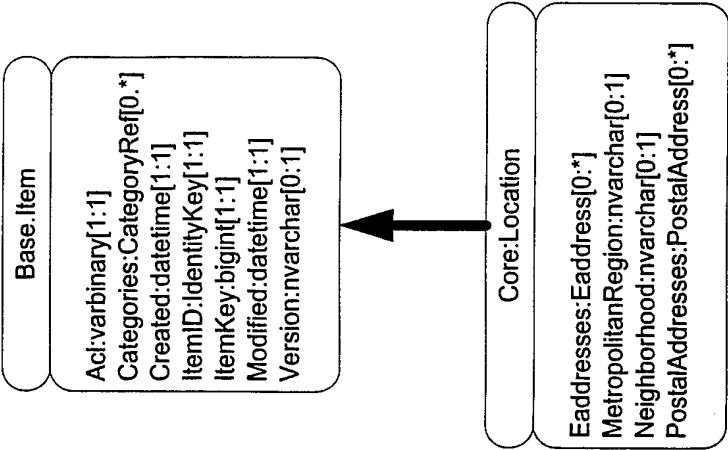 Base.Item
Acl:varbinary[1:1]
Categories:CategoryRef[0.*]
Created:datetime[1:1]
ItemID:IdentityKey[1:1]
ItemKey:bigint[1:1]
Modified:datetime[1:1]
Version:nvarchar[0:1]
Core:Location
Eaddresses:Eaddress[0:*]
MetropolitanRegion:nvarchar[0:1]
Neighborhood:nvarchar[0:1]
PostalAddresses:PostalAddress[0:*]